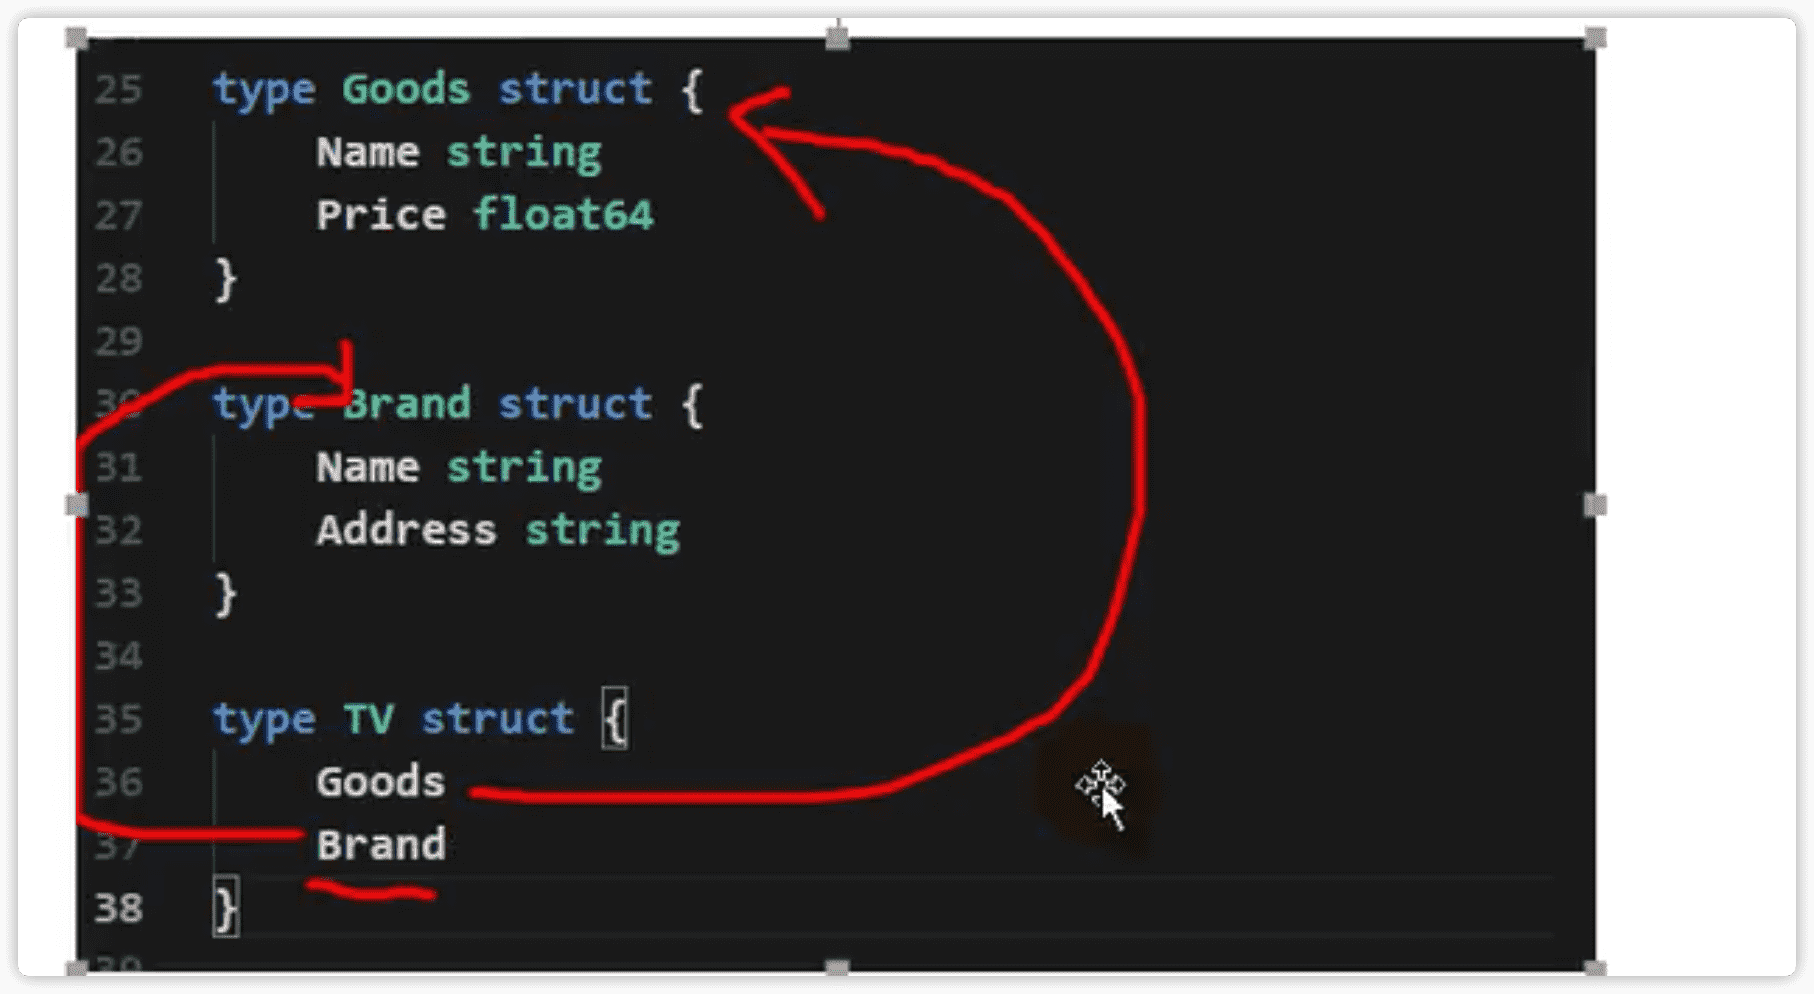 25 type Goods struct {
26 Name string
27 Price float64
28 }
29
30 type Brand struct {
31 Name string
32 Address string
33 }
34
35 type TV struct {
36 Goods
37 Brand
38 }
39